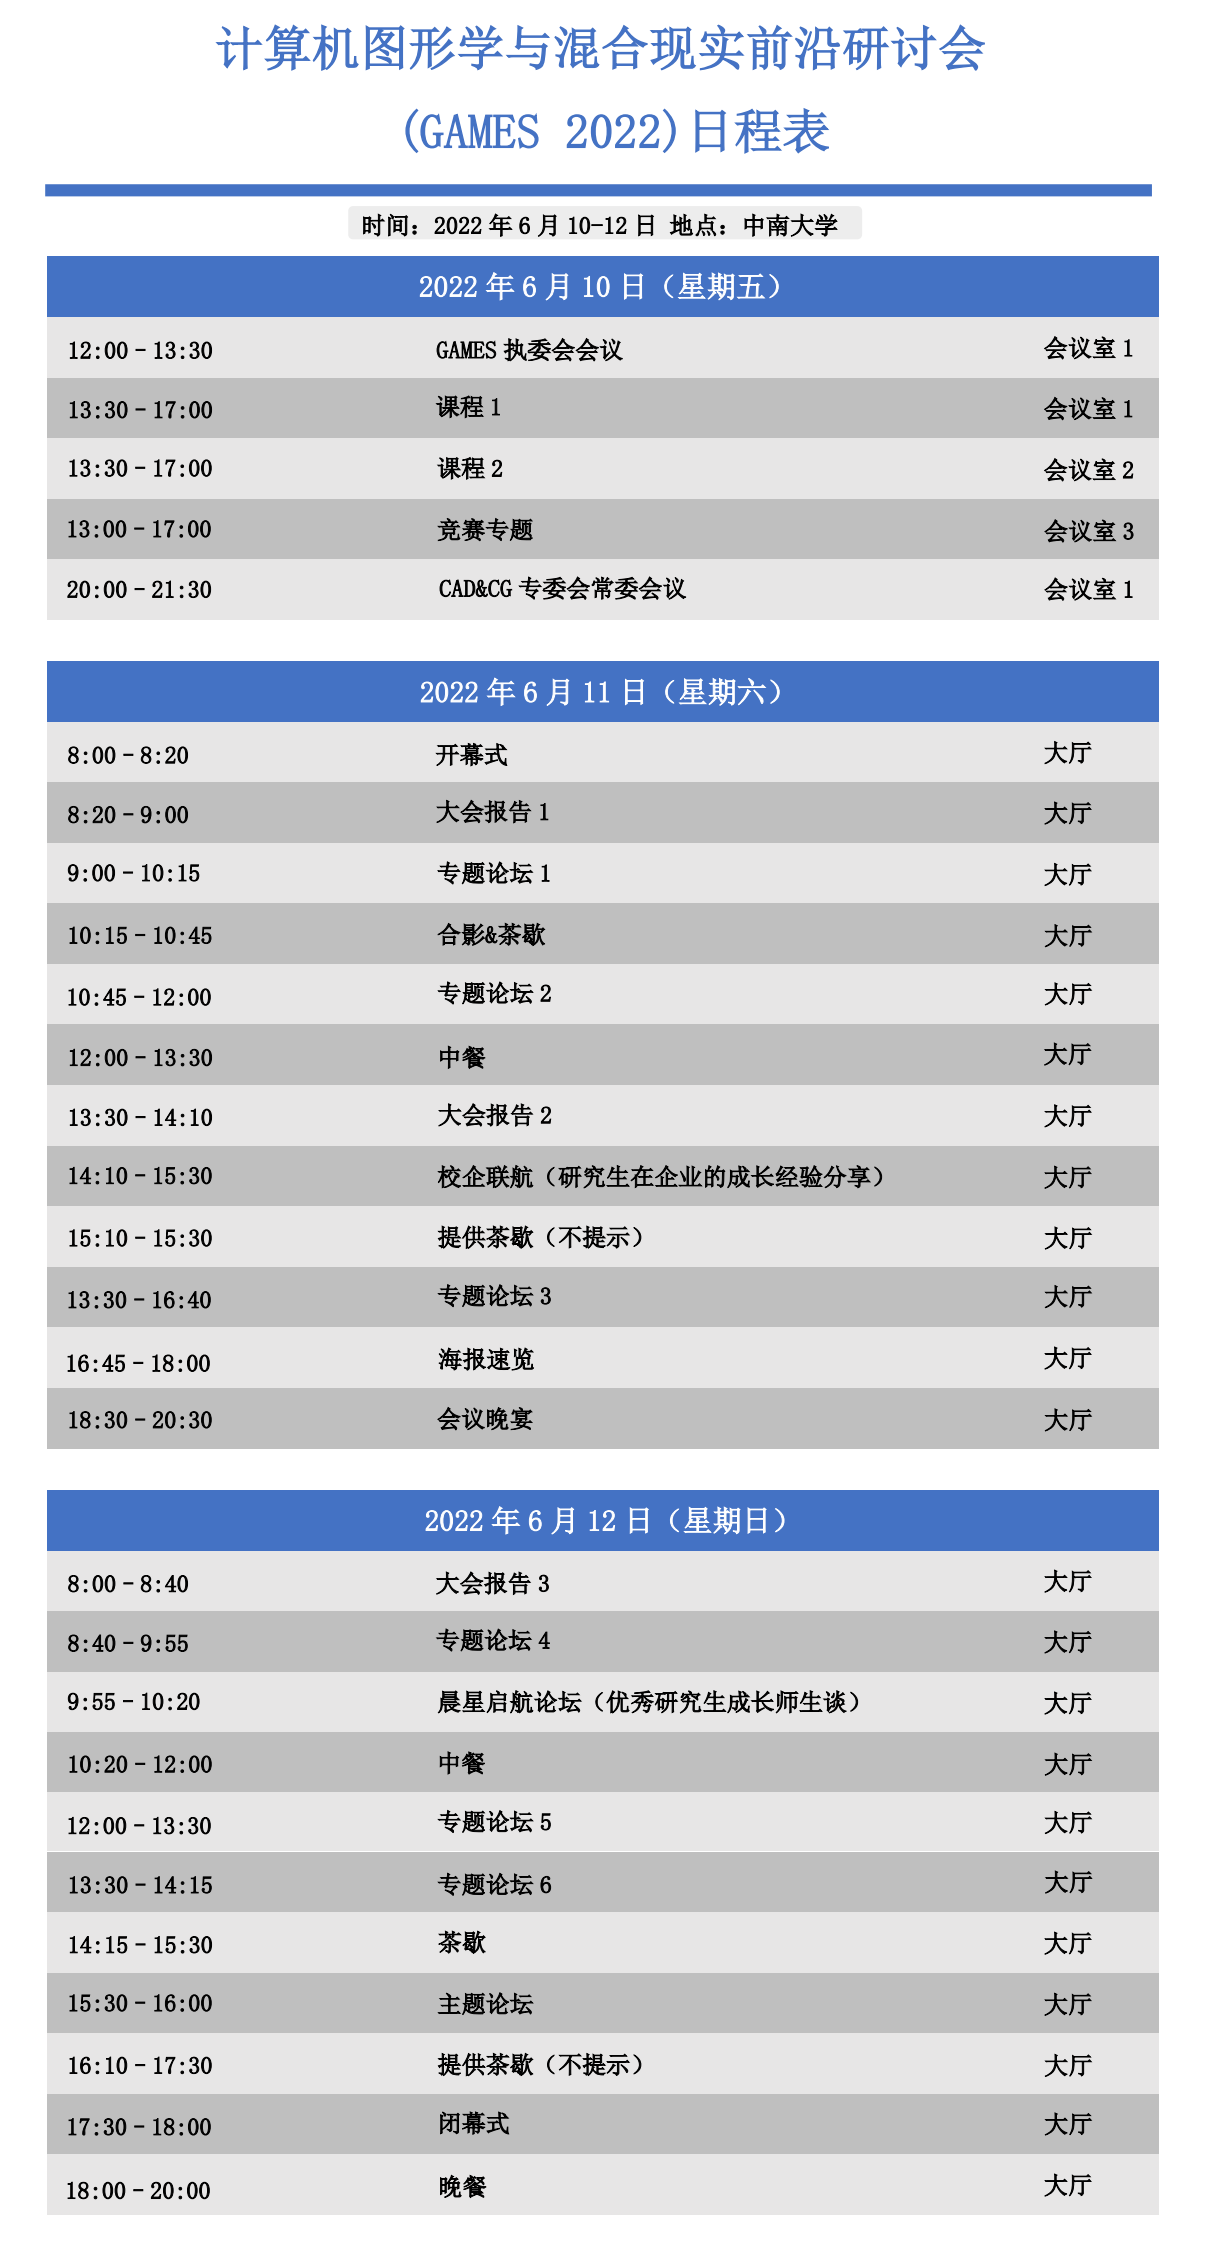 计算机图形学与混合现实前沿研讨会
(GAMES 2022)日程表
时间：2022 年 6 月 10-12 日 地点：中南大学
2022 年 6 月 10 日（星期五）
12:00 - 13:30 GAMES 执委会会议 会议室 1
13:30 - 17:00 课程 1 会议室 1
13:30 - 17:00 课程 2 会议室 2
13:00 - 17:00 竞赛专题 会议室 3
20:00 - 21:30 CAD&CG 专委会常委会议 会议室 1
2022 年 6 月 11 日（星期六）
8:00 - 8:20 开幕式 大厅
8:20 - 9:00 大会报告 1 大厅
9:00 - 10:15 专题论坛 1 大厅
10:15 - 10:45 合影&茶歇 大厅
10:45 - 12:00 专题论坛 2 大厅
12:00 - 13:30 中餐 大厅
13:30 - 14:10 大会报告 2 大厅
14:10 - 15:30 校企联航（研究生在企业的成长经验分享） 大厅
15:10 - 15:30 提供茶歇（不提示） 大厅
13:30 - 16:40 专题论坛 3 大厅
16:45 - 18:00 海报速览 大厅
18:30 - 20:30 会议晚宴 大厅
2022 年 6 月 12 日（星期日）
8:00 - 8:40 大会报告 3 大厅
8:40 - 9:55 专题论坛 4 大厅
9:55 - 10:20 晨星启航论坛（优秀研究生成长师生谈） 大厅
10:20 - 12:00 中餐 大厅
12:00 - 13:30 专题论坛 5 大厅
13:30 - 14:15 专题论坛 6 大厅
14:15 - 15:30 茶歇 大厅
15:30 - 16:00 主题论坛 大厅
16:10 - 17:30 提供茶歇（不提示） 大厅
17:30 - 18:00 闭幕式 大厅
18:00 - 20:00 晚餐 大厅